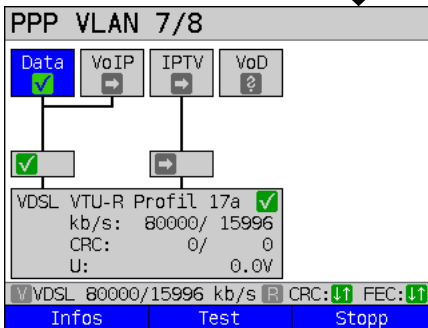 PPP VLAN 7/8
Data VoIP IPTV VoD
VDSL VTU-R Profil 17a
kb/s: 80000/ 15996
CRC: 0/ 0
U: 0.0V
V VDSL 80000/15996 kb/s R CRC: FEC:
Infos Test Stopp